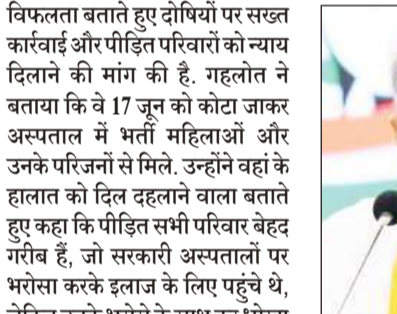 विफलता बताते हुए दोषियों पर सख्त
कार्रवाई और पीड़ित परिवारों को न्याय
दिलाने की मांग की है. गहलोत ने
बताया कि वे 17 जून को कोटा जाकर
अस्पताल में भर्ती महिलाओं और
उनके परिजनों से मिले. उन्होंने वहां के
हालात को दिल दहलाने वाला बताते
हुए कहा कि पीड़ित सभी परिवार बेहद
गरीब हैं, जो सरकारी अस्पतालों पर
भरोसा करके इलाज के लिए पहुंचे थे,